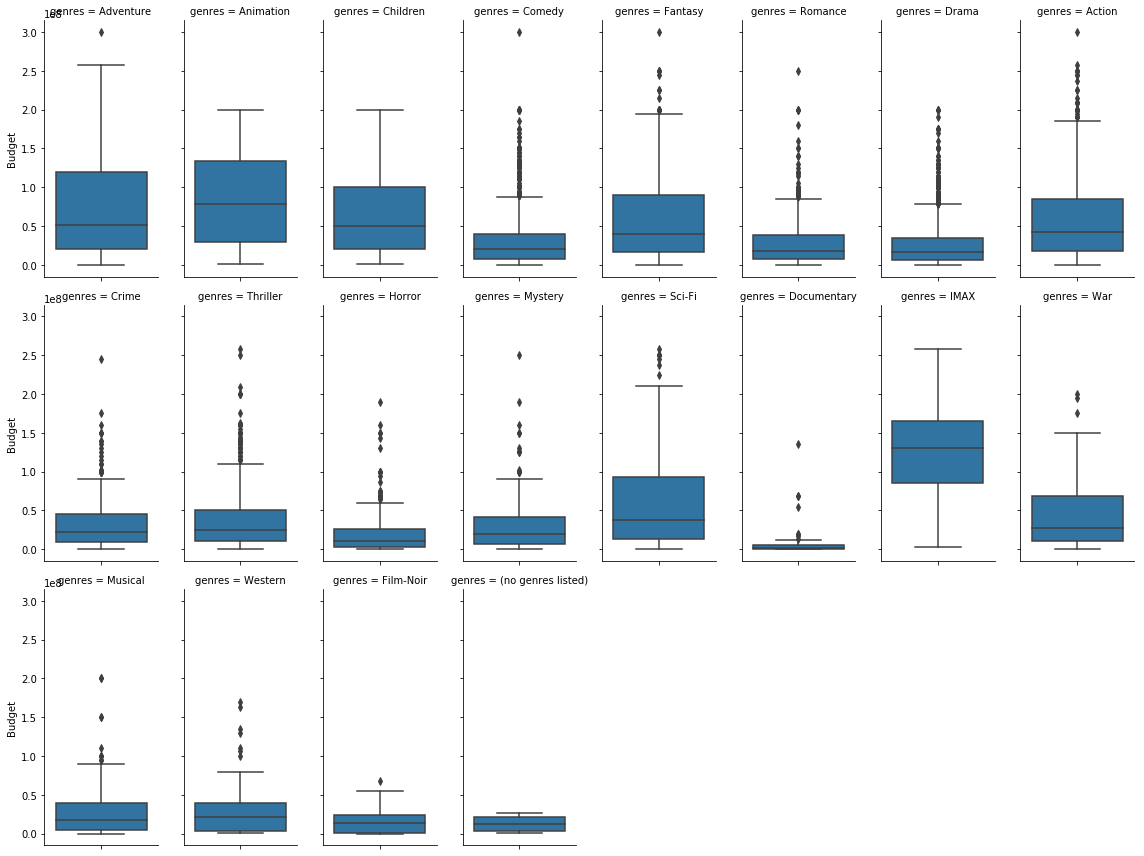 genres = Adventure genres = Animation genres = Children genres = Comedy genres = Fantasy genres = Romance genres = Drama genres = Action
1e8
3.0
2.5
2.0
1.5
1.0
0.5
0.0
Budget
genres = Crime genres = Thriller genres = Horror genres = Mystery genres = Sci-Fi genres = Documentary genres = IMAX genres = War
1e8
3.0
2.5
2.0
1.5
1.0
0.5
0.0
Budget
genres = Musical genres = Western genres = Film-Noir genres = (no genres listed)
1e8
3.0
2.5
2.0
1.5
1.0
0.5
0.0
Budget